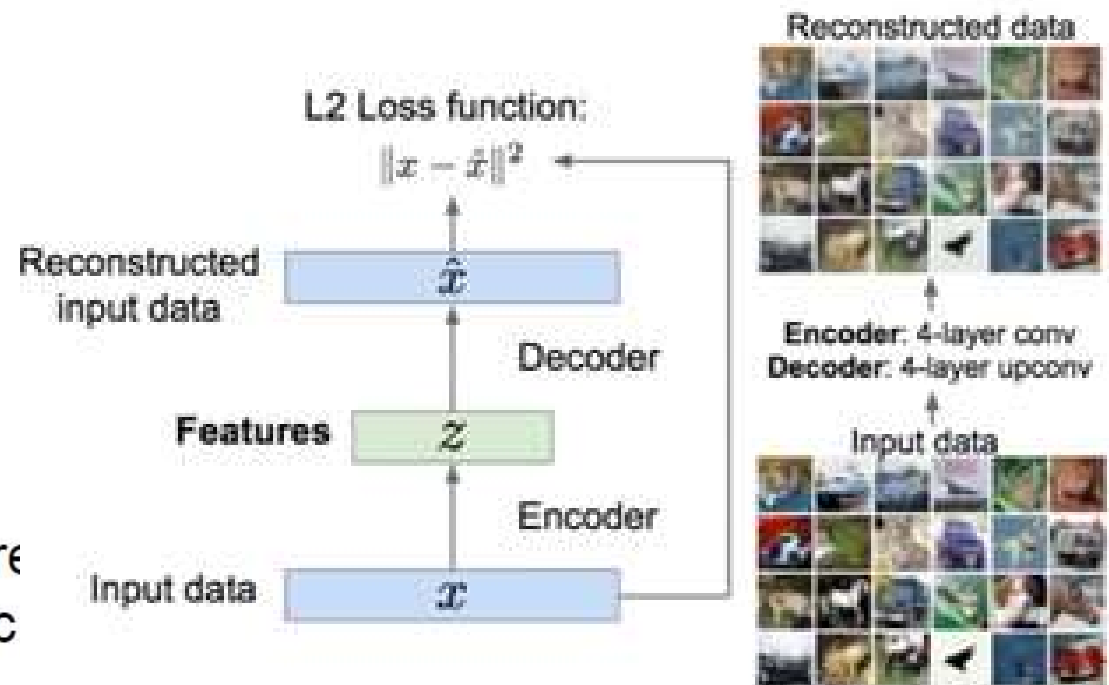 Reconstructed data
L2 Loss function:
‖x − x̂‖²
Reconstructed
input data
x̂
Decoder
Encoder: 4-layer conv
Decoder: 4-layer upconv
Features
z
Input data
Encoder
re
c
Input data
x